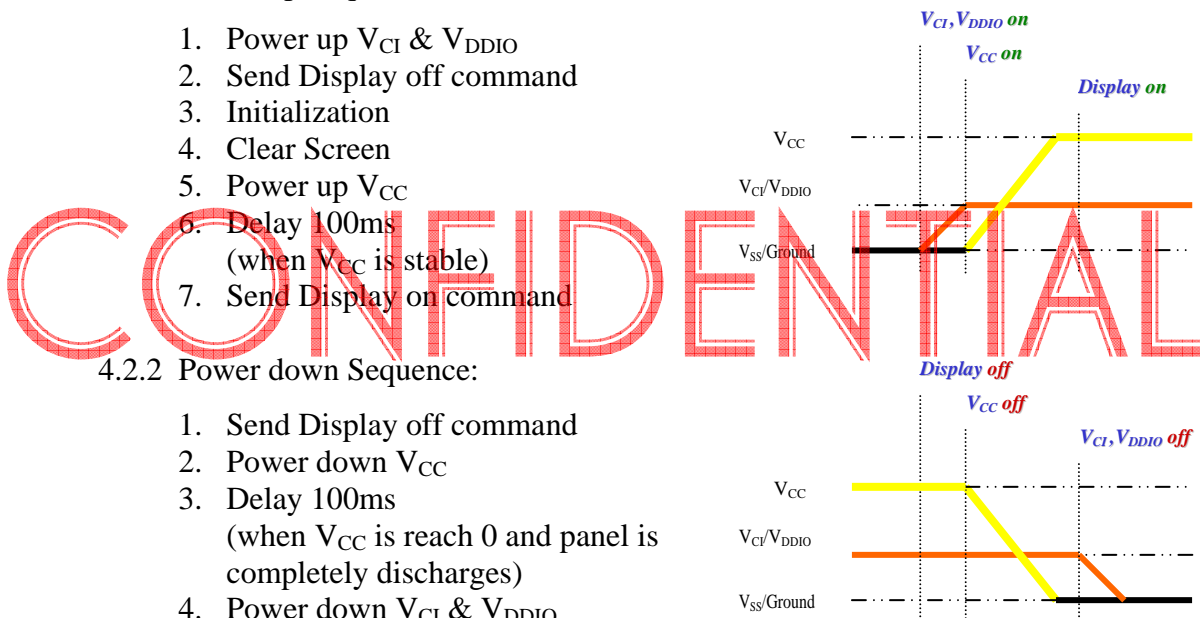 1. Power up VCI & VDDIO
2. Send Display off command
3. Initialization
4. Clear Screen
5. Power up VCC
6. Delay 100ms
(when VCC is stable)
7. Send Display on command
VCI, VDDIO on
VCC on
Display on
VCC
VCI/VDDIO
VSS/Ground
CONFIDENTIAL
4.2.2 Power down Sequence:
1. Send Display off command
2. Power down VCC
3. Delay 100ms
(when VCC is reach 0 and panel is
completely discharges)
4. Power down VCI & VDDIO
Display off
VCC off
VCI, VDDIO off
VCC
VCI/VDDIO
VSS/Ground